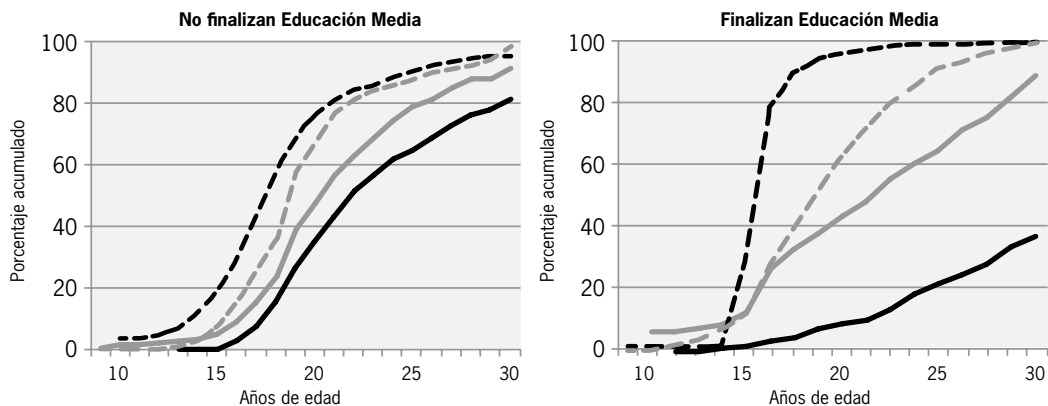 No finalizan Educación Media
Porcentaje acumulado
100
80
60
40
20
0
10 15 20 25 30
Años de edad
Finalizan Educación Media
Porcentaje acumulado
100
80
60
40
20
0
10 15 20 25 30
Años de edad